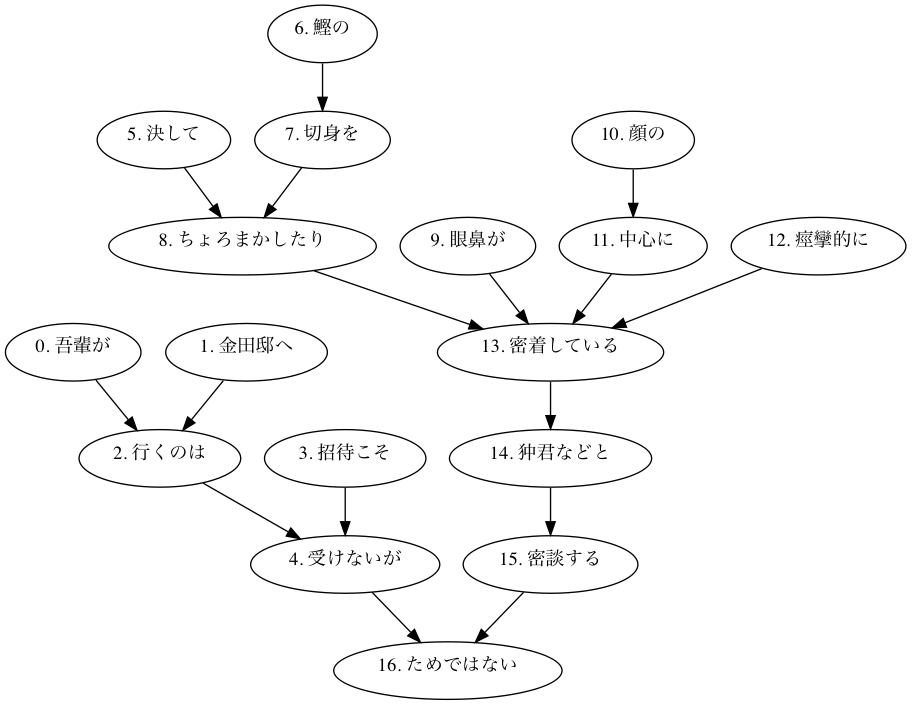 6. 鰹の
5. 決して
7. 切身を
10. 顔の
8. ちょろまかしたり
9. 眼鼻が
11. 中心に
12. 痙攣的に
0. 吾輩が
1. 金田邸へ
13. 密着している
2. 行くのは
3. 招待こそ
14. 狆君などと
4. 受けないが
15. 密談する
16. ためではない